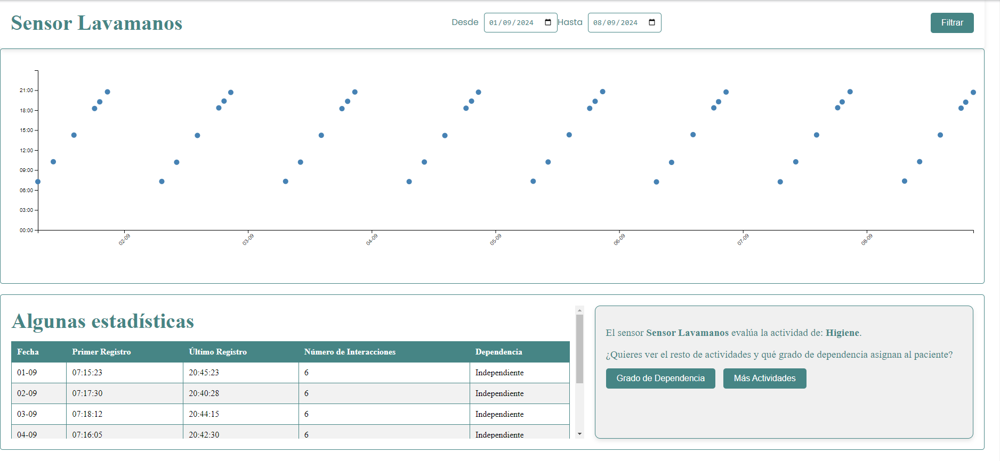 Sensor Lavamanos
Desde 01/09/2024 Hasta 08/09/2024
Filtrar
21:00
18:00
15:00
12:00
09:00
06:00
03:00
00:00
02-09 03-09 04-09 05-09 06-09 07-09 08-09
Algunas estadísticas
Fecha Primer Registro Último Registro Número de Interacciones Dependencia
01-09 07:15:23 20:45:23 6 Independiente
02-09 07:17:30 20:40:28 6 Independiente
03-09 07:18:12 20:44:15 6 Independiente
04-09 07:16:05 20:42:30 6 Independiente
El sensor Sensor Lavamanos evalúa la actividad de: Higiene.
¿Quieres ver el resto de actividades y qué grado de dependencia asignan al paciente?
Grado de Dependencia Más Actividades